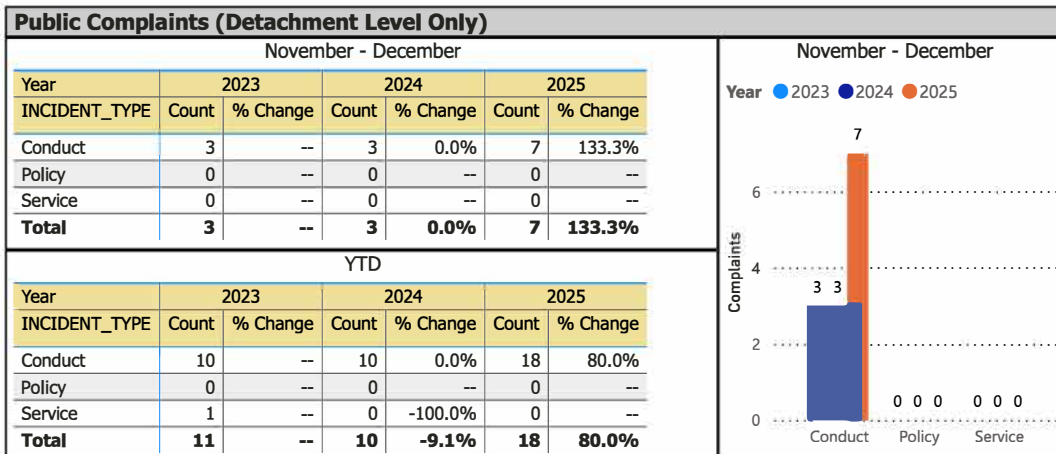 Public Complaints (Detachment Level Only)
November - December
Year 2023 2024 2025
INCIDENT_TYPE Count % Change Count % Change Count % Change
Conduct 3 -- 3 0.0% 7 133.3%
Policy 0 -- 0 -- 0 --
Service 0 -- 0 -- 0 --
Total 3 -- 3 0.0% 7 133.3%
YTD
Year 2023 2024 2025
INCIDENT_TYPE Count % Change Count % Change Count % Change
Conduct 10 -- 10 0.0% 18 80.0%
Policy 0 -- 0 -- 0 --
Service 1 -- 0 -100.0% 0 --
Total 11 -- 10 -9.1% 18 80.0%
November - December
Year 2023 2024 2025
7
6
Complaints
4
3 3
2
0 0 0 0 0 0
0
Conduct Policy Service